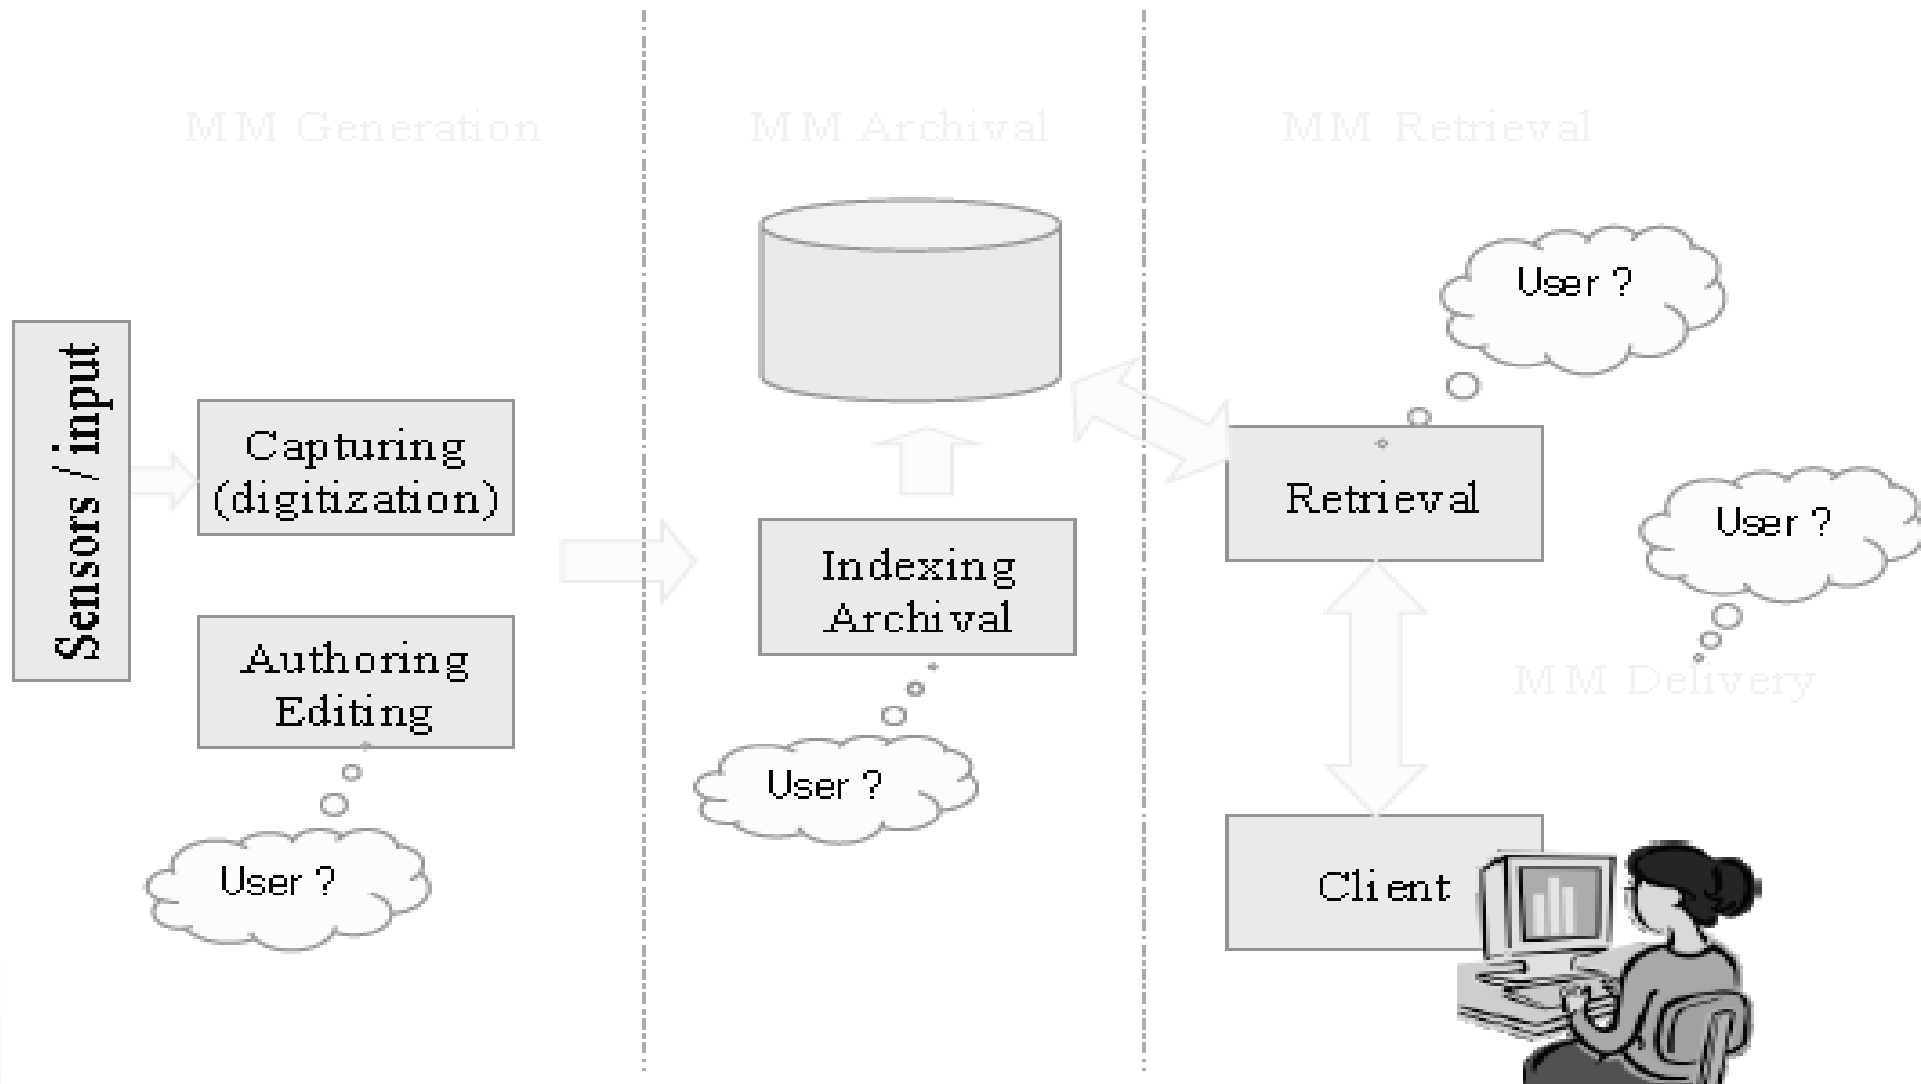 MM Generation
MM Archival
MM Retrieval
User ?
Sensors / input
Capturing
(digitization)
Retrieval
User ?
Indexing
Archival
Authoring
Editing
MM Delivery
User ?
User ?
Client